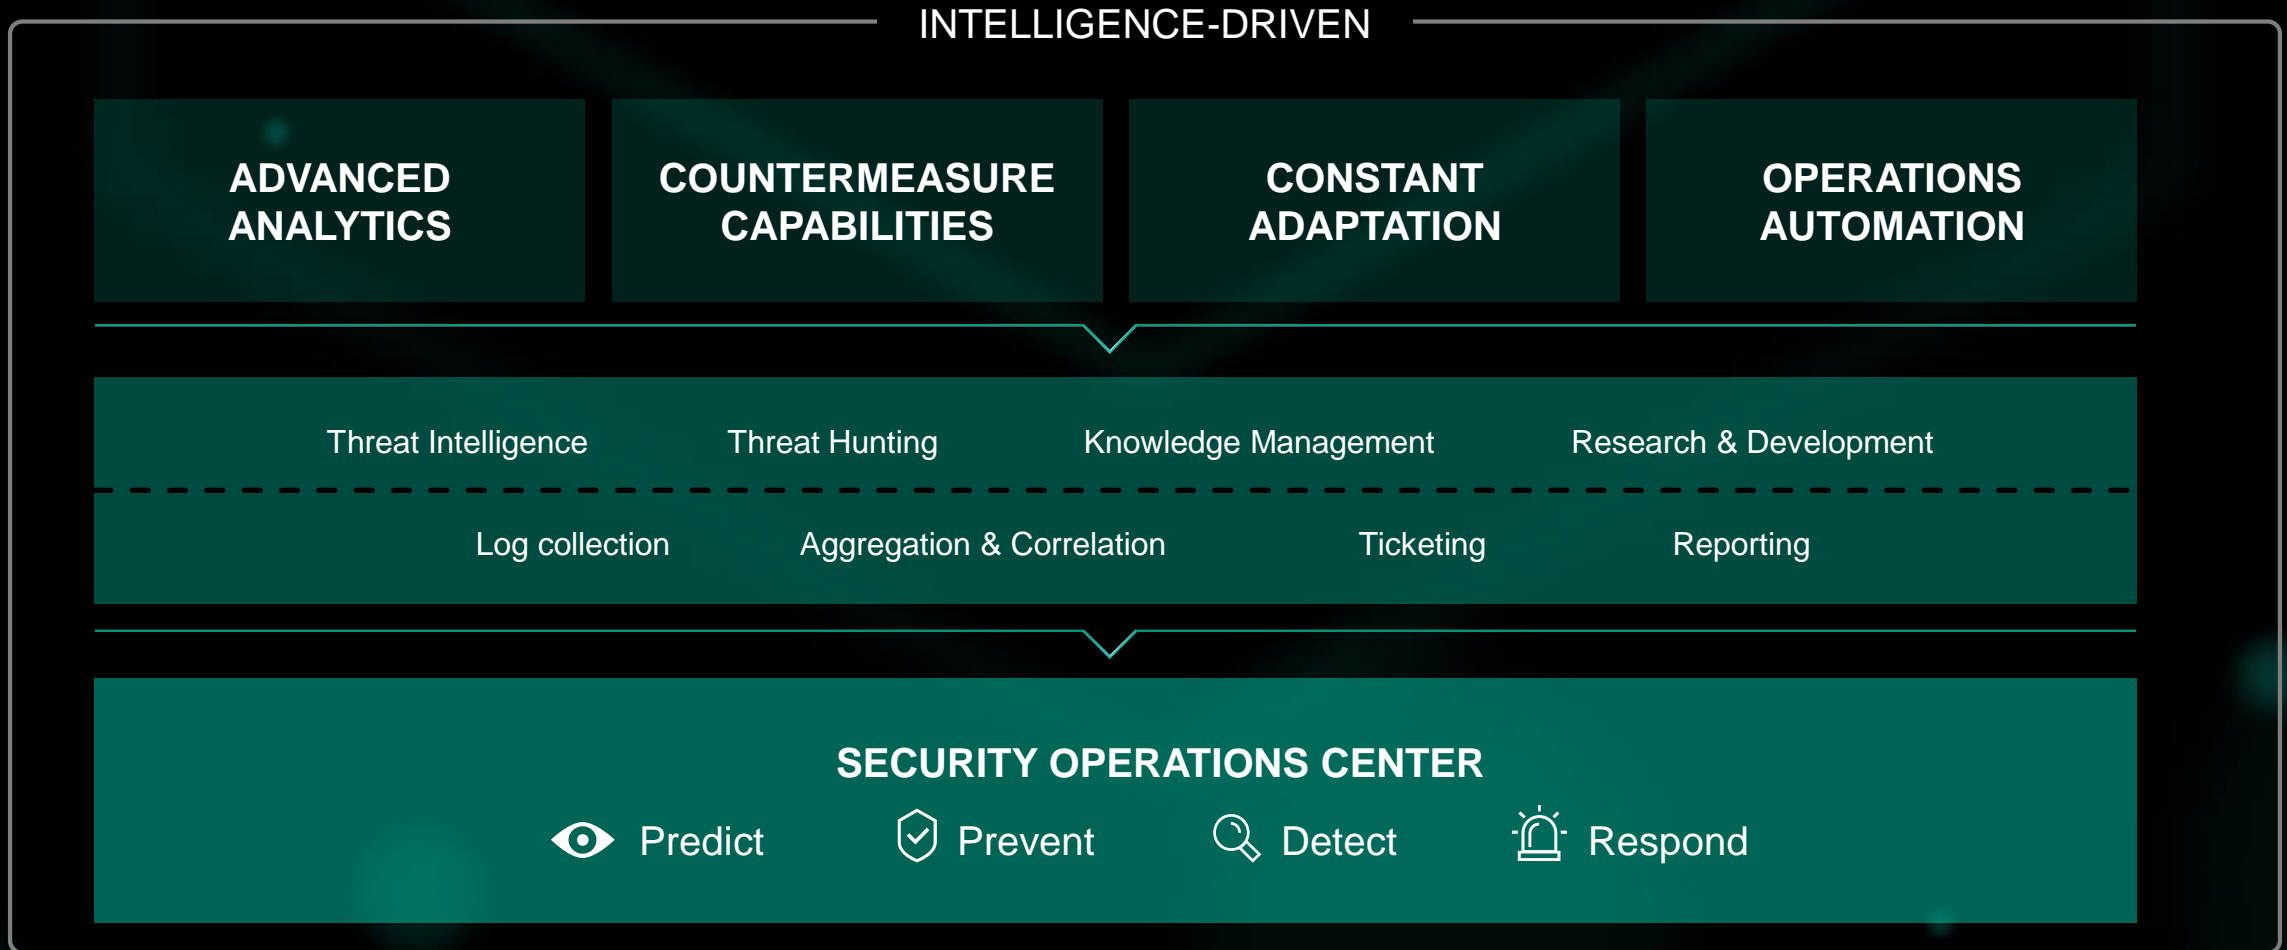 INTELLIGENCE-DRIVEN
ADVANCED
ANALYTICS
COUNTERMEASURE
CAPABILITIES
CONSTANT
ADAPTATION
OPERATIONS
AUTOMATION
Threat Intelligence
Threat Hunting
Knowledge Management
Research & Development
Log collection
Aggregation & Correlation
Ticketing
Reporting
SECURITY OPERATIONS CENTER
Predict
Prevent
Detect
Respond